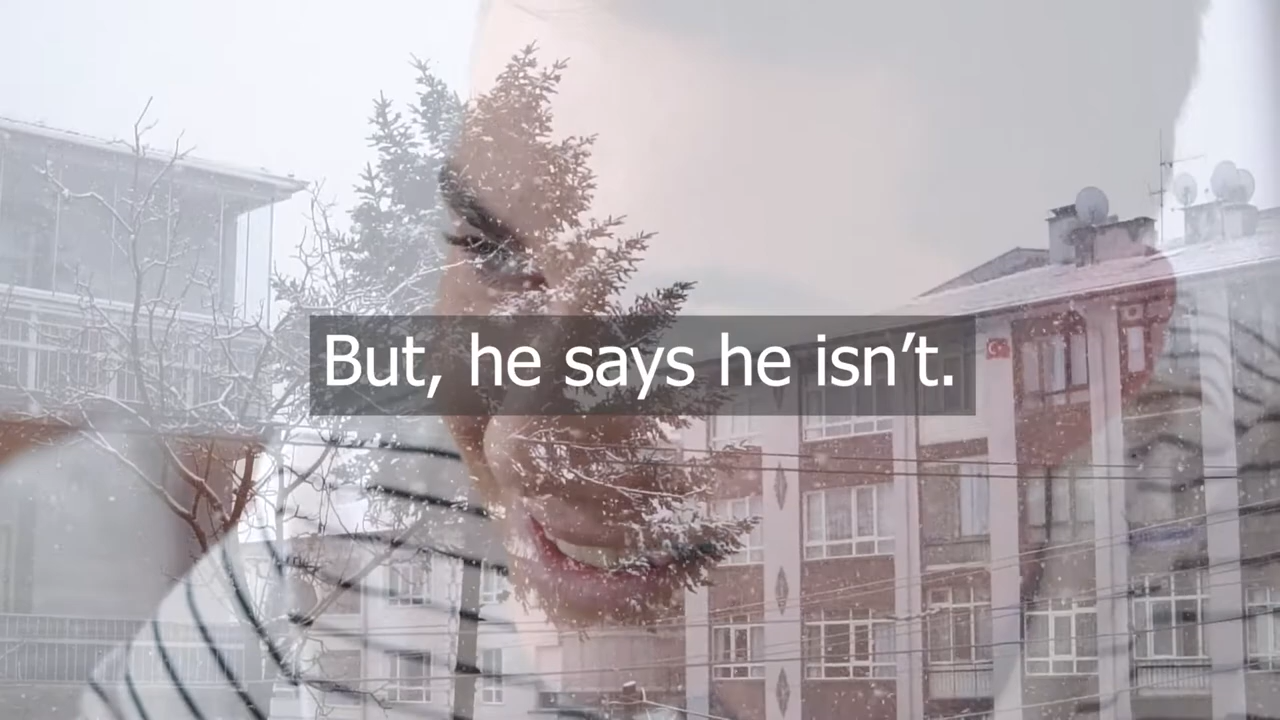 But, he says he isn’t.